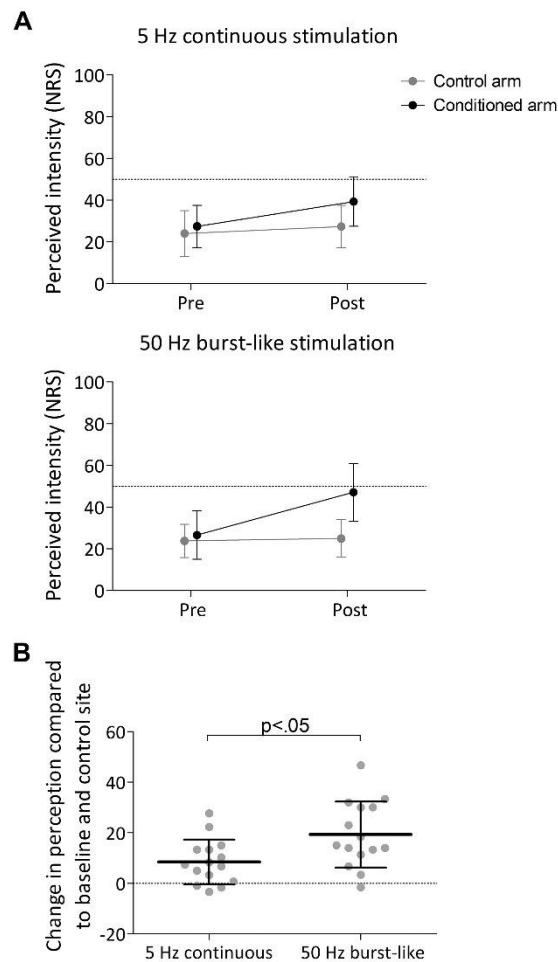 A
5 Hz continuous stimulation
Perceived intensity (NRS)
100
80
60
40
20
0
Pre
Post
Control arm
Conditioned arm
50 Hz burst-like stimulation
Perceived intensity (NRS)
100
80
60
40
20
0
Pre
Post
B
Change in perception compared
to baseline and control site
60
40
20
0
-20
p<.05
5 Hz continuous
50 Hz burst-like